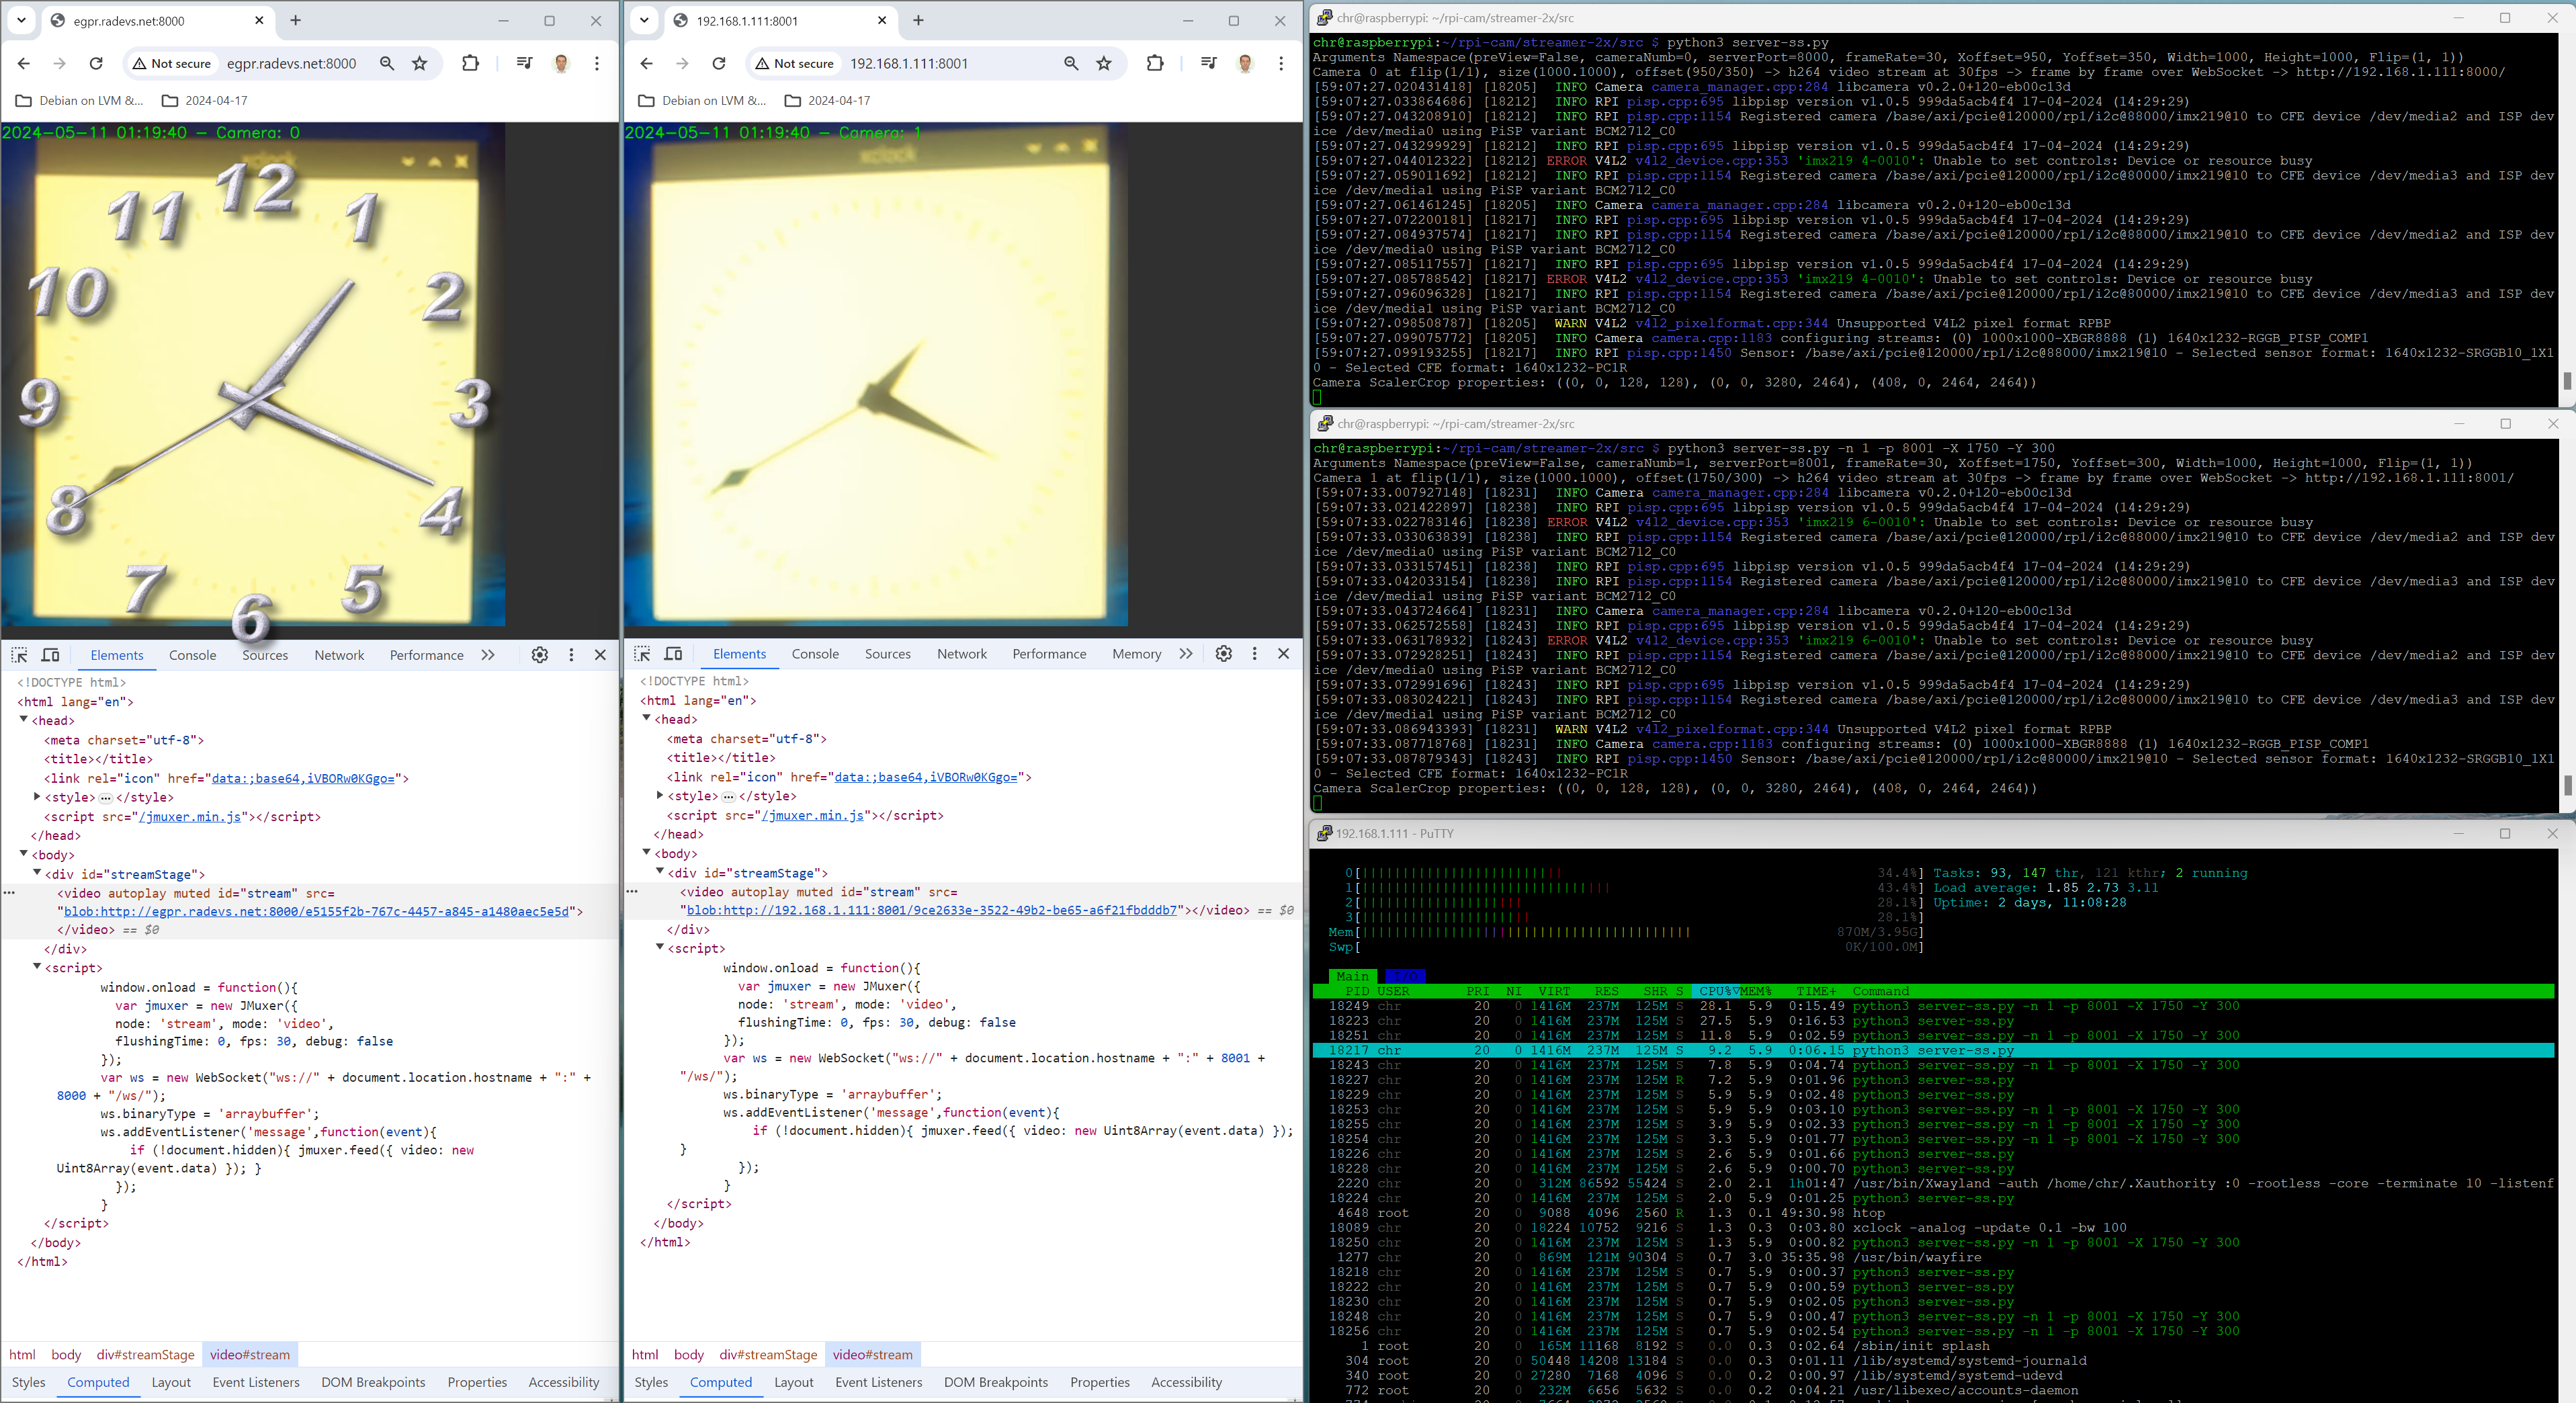 egpr.radevs.net:8000
Not secure egpr.radevs.net:8000
Debian on LVM &... 2024-04-17
2024-05-11 01:19:40 - Camera: 0
xclock
12
11
1
10
2
9
3
8
4
7
5
6
Elements Console Sources Network Performance
<!DOCTYPE html>
<html lang="en">
<head>
<meta charset="utf-8">
<title></title>
<link rel="icon" href="data:;base64,iVBORw0KGgo=">
<style> … </style>
<script src="/jmuxer.min.js"></script>
</head>
<body>
<div id="streamStage">
<video autoplay muted id="stream" src=
"blob:http://egpr.radevs.net:8000/e5155f2b-767c-4457-a845-a1480aec5e5d">
</video> == $0
</div>
<script>
window.onload = function(){
var jmuxer = new JMuxer({
node: 'stream', mode: 'video',
flushingTime: 0, fps: 30, debug: false
});
var ws = new WebSocket("ws://" + document.location.hostname + ":" +
8000 + "/ws/");
ws.binaryType = 'arraybuffer';
ws.addEventListener('message',function(event){
if (!document.hidden){ jmuxer.feed({ video: new
Uint8Array(event.data) }); }
});
}
</script>
</body>
</html>
html body div#streamStage video#stream
Styles Computed Layout Event Listeners DOM Breakpoints Properties Accessibility
192.168.1.111:8001
Not secure 192.168.1.111:8001
Debian on LVM &... 2024-04-17
2024-05-11 01:19:40 - Camera: 1
xclock
Elements Console Sources Network Performance Memory
<!DOCTYPE html>
<html lang="en">
<head>
<meta charset="utf-8">
<title></title>
<link rel="icon" href="data:;base64,iVBORw0KGgo=">
<style> … </style>
<script src="/jmuxer.min.js"></script>
</head>
<body>
<div id="streamStage">
<video autoplay muted id="stream" src=
"blob:http://192.168.1.111:8001/9ce2633e-3522-49b2-be65-a6f21fbdddb7"></video> == $0
</div>
<script>
window.onload = function(){
var jmuxer = new JMuxer({
node: 'stream', mode: 'video',
flushingTime: 0, fps: 30, debug: false
});
var ws = new WebSocket("ws://" + document.location.hostname + ":" + 8001 +
"/ws/");
ws.binaryType = 'arraybuffer';
ws.addEventListener('message',function(event){
if (!document.hidden){ jmuxer.feed({ video: new Uint8Array(event.data) });
}
});
}
</script>
</body>
</html>
html body div#streamStage video#stream
Styles Computed Layout Event Listeners DOM Breakpoints Properties Accessibility
chr@raspberrypi: ~/rpi-cam/streamer-2x/src
chr@raspberrypi:~/rpi-cam/streamer-2x/src $ python3 server-ss.py
Arguments Namespace(preView=False, cameraNumb=0, serverPort=8000, frameRate=30, Xoffset=950, Yoffset=350, Width=1000, Height=1000, Flip=(1, 1))
Camera 0 at flip(1/1), size(1000.1000), offset(950/350) -> h264 video stream at 30fps -> frame by frame over WebSocket -> http://192.168.1.111:8000/
[59:07:27.020431418] [18205] INFO Camera camera_manager.cpp:284 libcamera v0.2.0+120-eb00c13d
[59:07:27.033864686] [18212] INFO RPI pisp.cpp:695 libpisp version v1.0.5 999da5acb4f4 17-04-2024 (14:29:29)
[59:07:27.043208910] [18212] INFO RPI pisp.cpp:1154 Registered camera /base/axi/pcie@120000/rp1/i2c@88000/imx219@10 to CFE device /dev/media2 and ISP dev
ice /dev/media0 using PiSP variant BCM2712_C0
[59:07:27.043299929] [18212] INFO RPI pisp.cpp:695 libpisp version v1.0.5 999da5acb4f4 17-04-2024 (14:29:29)
[59:07:27.044012322] [18212] ERROR V4L2 v4l2_device.cpp:353 'imx219 4-0010': Unable to set controls: Device or resource busy
[59:07:27.059011692] [18212] INFO RPI pisp.cpp:1154 Registered camera /base/axi/pcie@120000/rp1/i2c@80000/imx219@10 to CFE device /dev/media3 and ISP dev
ice /dev/media1 using PiSP variant BCM2712_C0
[59:07:27.061461245] [18205] INFO Camera camera_manager.cpp:284 libcamera v0.2.0+120-eb00c13d
[59:07:27.072200181] [18217] INFO RPI pisp.cpp:695 libpisp version v1.0.5 999da5acb4f4 17-04-2024 (14:29:29)
[59:07:27.084937574] [18217] INFO RPI pisp.cpp:1154 Registered camera /base/axi/pcie@120000/rp1/i2c@88000/imx219@10 to CFE device /dev/media2 and ISP dev
ice /dev/media0 using PiSP variant BCM2712_C0
[59:07:27.085117557] [18217] INFO RPI pisp.cpp:695 libpisp version v1.0.5 999da5acb4f4 17-04-2024 (14:29:29)
[59:07:27.085788542] [18217] ERROR V4L2 v4l2_device.cpp:353 'imx219 4-0010': Unable to set controls: Device or resource busy
[59:07:27.096096328] [18217] INFO RPI pisp.cpp:1154 Registered camera /base/axi/pcie@120000/rp1/i2c@80000/imx219@10 to CFE device /dev/media3 and ISP dev
ice /dev/media1 using PiSP variant BCM2712_C0
[59:07:27.098508787] [18205] WARN V4L2 v4l2_pixelformat.cpp:344 Unsupported V4L2 pixel format RPBP
[59:07:27.099075772] [18205] INFO Camera camera.cpp:1183 configuring streams: (0) 1000x1000-XBGR8888 (1) 1640x1232-RGGB_PISP_COMP1
[59:07:27.099193255] [18217] INFO RPI pisp.cpp:1450 Sensor: /base/axi/pcie@120000/rp1/i2c@88000/imx219@10 - Selected sensor format: 1640x1232-SRGGB10_1X1
0 - Selected CFE format: 1640x1232-PC1R
Camera ScalerCrop properties: ((0, 0, 128, 128), (0, 0, 3280, 2464), (408, 0, 2464, 2464))
chr@raspberrypi: ~/rpi-cam/streamer-2x/src
chr@raspberrypi:~/rpi-cam/streamer-2x/src $ python3 server-ss.py -n 1 -p 8001 -X 1750 -Y 300
Arguments Namespace(preView=False, cameraNumb=1, serverPort=8001, frameRate=30, Xoffset=1750, Yoffset=300, Width=1000, Height=1000, Flip=(1, 1))
Camera 1 at flip(1/1), size(1000.1000), offset(1750/300) -> h264 video stream at 30fps -> frame by frame over WebSocket -> http://192.168.1.111:8001/
[59:07:33.007927148] [18231] INFO Camera camera_manager.cpp:284 libcamera v0.2.0+120-eb00c13d
[59:07:33.021422897] [18238] INFO RPI pisp.cpp:695 libpisp version v1.0.5 999da5acb4f4 17-04-2024 (14:29:29)
[59:07:33.022783146] [18238] ERROR V4L2 v4l2_device.cpp:353 'imx219 6-0010': Unable to set controls: Device or resource busy
[59:07:33.033063839] [18238] INFO RPI pisp.cpp:1154 Registered camera /base/axi/pcie@120000/rp1/i2c@88000/imx219@10 to CFE device /dev/media2 and ISP dev
ice /dev/media0 using PiSP variant BCM2712_C0
[59:07:33.033157451] [18238] INFO RPI pisp.cpp:695 libpisp version v1.0.5 999da5acb4f4 17-04-2024 (14:29:29)
[59:07:33.042033154] [18238] INFO RPI pisp.cpp:1154 Registered camera /base/axi/pcie@120000/rp1/i2c@80000/imx219@10 to CFE device /dev/media3 and ISP dev
ice /dev/media1 using PiSP variant BCM2712_C0
[59:07:33.043724664] [18231] INFO Camera camera_manager.cpp:284 libcamera v0.2.0+120-eb00c13d
[59:07:33.062572558] [18243] INFO RPI pisp.cpp:695 libpisp version v1.0.5 999da5acb4f4 17-04-2024 (14:29:29)
[59:07:33.063178932] [18243] ERROR V4L2 v4l2_device.cpp:353 'imx219 6-0010': Unable to set controls: Device or resource busy
[59:07:33.072928251] [18243] INFO RPI pisp.cpp:1154 Registered camera /base/axi/pcie@120000/rp1/i2c@88000/imx219@10 to CFE device /dev/media2 and ISP dev
ice /dev/media0 using PiSP variant BCM2712_C0
[59:07:33.072991696] [18243] INFO RPI pisp.cpp:695 libpisp version v1.0.5 999da5acb4f4 17-04-2024 (14:29:29)
[59:07:33.083024221] [18243] INFO RPI pisp.cpp:1154 Registered camera /base/axi/pcie@120000/rp1/i2c@80000/imx219@10 to CFE device /dev/media3 and ISP dev
ice /dev/media1 using PiSP variant BCM2712_C0
[59:07:33.086943393] [18231] WARN V4L2 v4l2_pixelformat.cpp:344 Unsupported V4L2 pixel format RPBP
[59:07:33.087718768] [18231] INFO Camera camera.cpp:1183 configuring streams: (0) 1000x1000-XBGR8888 (1) 1640x1232-RGGB_PISP_COMP1
[59:07:33.087879343] [18243] INFO RPI pisp.cpp:1450 Sensor: /base/axi/pcie@120000/rp1/i2c@80000/imx219@10 - Selected sensor format: 1640x1232-SRGGB10_1X1
0 - Selected CFE format: 1640x1232-PC1R
Camera ScalerCrop properties: ((0, 0, 128, 128), (0, 0, 3280, 2464), (408, 0, 2464, 2464))
192.168.1.111 - PuTTY
0[ 34.4%] Tasks: 93, 147 thr, 121 kthr; 2 running
1[ 43.4%] Load average: 1.85 2.73 3.11
2[ 28.1%] Uptime: 2 days, 11:08:28
3[ 28.1%]
Mem[ 870M/3.95G]
Swp[ 0K/100.0M]
Main I/O
PID USER PRI NI VIRT RES SHR S CPU%▽MEM% TIME+ Command
18249 chr 20 0 1416M 237M 125M S 28.1 5.9 0:15.49 python3 server-ss.py -n 1 -p 8001 -X 1750 -Y 300
18223 chr 20 0 1416M 237M 125M S 27.5 5.9 0:16.53 python3 server-ss.py
18251 chr 20 0 1416M 237M 125M S 11.8 5.9 0:02.59 python3 server-ss.py -n 1 -p 8001 -X 1750 -Y 300
18217 chr 20 0 1416M 237M 125M S 9.2 5.9 0:06.15 python3 server-ss.py
18243 chr 20 0 1416M 237M 125M S 7.8 5.9 0:04.74 python3 server-ss.py -n 1 -p 8001 -X 1750 -Y 300
18227 chr 20 0 1416M 237M 125M R 7.2 5.9 0:01.96 python3 server-ss.py
18229 chr 20 0 1416M 237M 125M S 5.9 5.9 0:02.48 python3 server-ss.py
18253 chr 20 0 1416M 237M 125M S 5.9 5.9 0:03.10 python3 server-ss.py -n 1 -p 8001 -X 1750 -Y 300
18255 chr 20 0 1416M 237M 125M S 3.9 5.9 0:02.33 python3 server-ss.py -n 1 -p 8001 -X 1750 -Y 300
18254 chr 20 0 1416M 237M 125M S 3.3 5.9 0:01.77 python3 server-ss.py -n 1 -p 8001 -X 1750 -Y 300
18226 chr 20 0 1416M 237M 125M S 2.6 5.9 0:01.66 python3 server-ss.py
18228 chr 20 0 1416M 237M 125M S 2.6 5.9 0:00.70 python3 server-ss.py
2220 chr 20 0 312M 86592 55424 S 2.0 2.1 1h01:47 /usr/bin/Xwayland -auth /home/chr/.Xauthority :0 -rootless -core -terminate 10 -listenf
18224 chr 20 0 1416M 237M 125M S 2.0 5.9 0:01.25 python3 server-ss.py
4648 root 20 0 9088 4096 2560 R 1.3 0.1 49:30.98 htop
18089 chr 20 0 18224 10752 9216 S 1.3 0.3 0:03.80 xclock -analog -update 0.1 -bw 100
18250 chr 20 0 1416M 237M 125M S 1.3 5.9 0:00.82 python3 server-ss.py -n 1 -p 8001 -X 1750 -Y 300
1277 chr 20 0 869M 121M 90304 S 0.7 3.0 35:35.98 /usr/bin/wayfire
18218 chr 20 0 1416M 237M 125M S 0.7 5.9 0:00.37 python3 server-ss.py
18222 chr 20 0 1416M 237M 125M S 0.7 5.9 0:00.59 python3 server-ss.py
18230 chr 20 0 1416M 237M 125M S 0.7 5.9 0:02.05 python3 server-ss.py
18248 chr 20 0 1416M 237M 125M S 0.7 5.9 0:00.47 python3 server-ss.py -n 1 -p 8001 -X 1750 -Y 300
18256 chr 20 0 1416M 237M 125M S 0.7 5.9 0:02.54 python3 server-ss.py -n 1 -p 8001 -X 1750 -Y 300
1 root 20 0 165M 11168 8192 S 0.0 0.3 0:02.64 /sbin/init splash
304 root 20 0 50448 14208 13184 S 0.0 0.3 0:01.11 /lib/systemd/systemd-journald
340 root 20 0 27280 7168 4096 S 0.0 0.2 0:00.97 /lib/systemd/systemd-udevd
772 root 20 0 232M 6656 5632 S 0.0 0.2 0:04.21 /usr/libexec/accounts-daemon